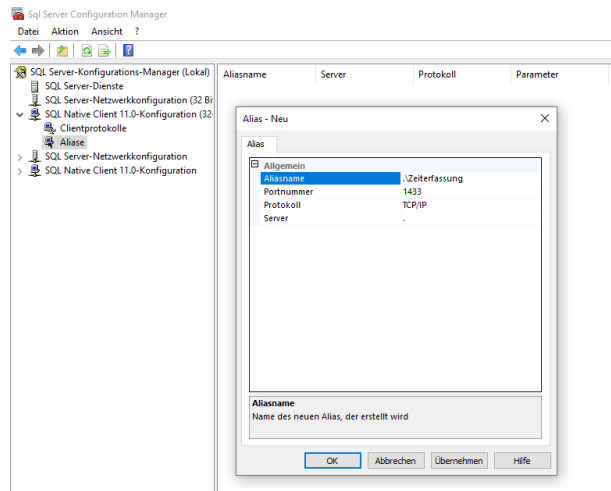 Sql Server Configuration Manager
Datei Aktion Ansicht ?
SQL Server-Konfigurations-Manager (Lokal)
SQL Server-Dienste
SQL Server-Netzwerkkonfiguration (32 Bi
SQL Native Client 11.0-Konfiguration (32-
Clientprotokolle
Aliase
SQL Server-Netzwerkkonfiguration
SQL Native Client 11.0-Konfiguration
Aliasname Server Protokoll Parameter
Alias - Neu
Alias
Allgemein
Aliasname .\Zeiterfassung
Portnummer 1433
Protokoll TCP/IP
Server .
Aliasname
Name des neuen Alias, der erstellt wird
OK Abbrechen Übernehmen Hilfe